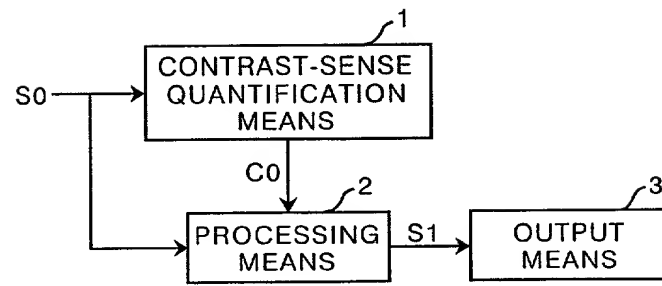 1
CONTRAST-SENSE
QUANTIFICATION
MEANS
S0
C0
2
PROCESSING
MEANS
S1
3
OUTPUT
MEANS